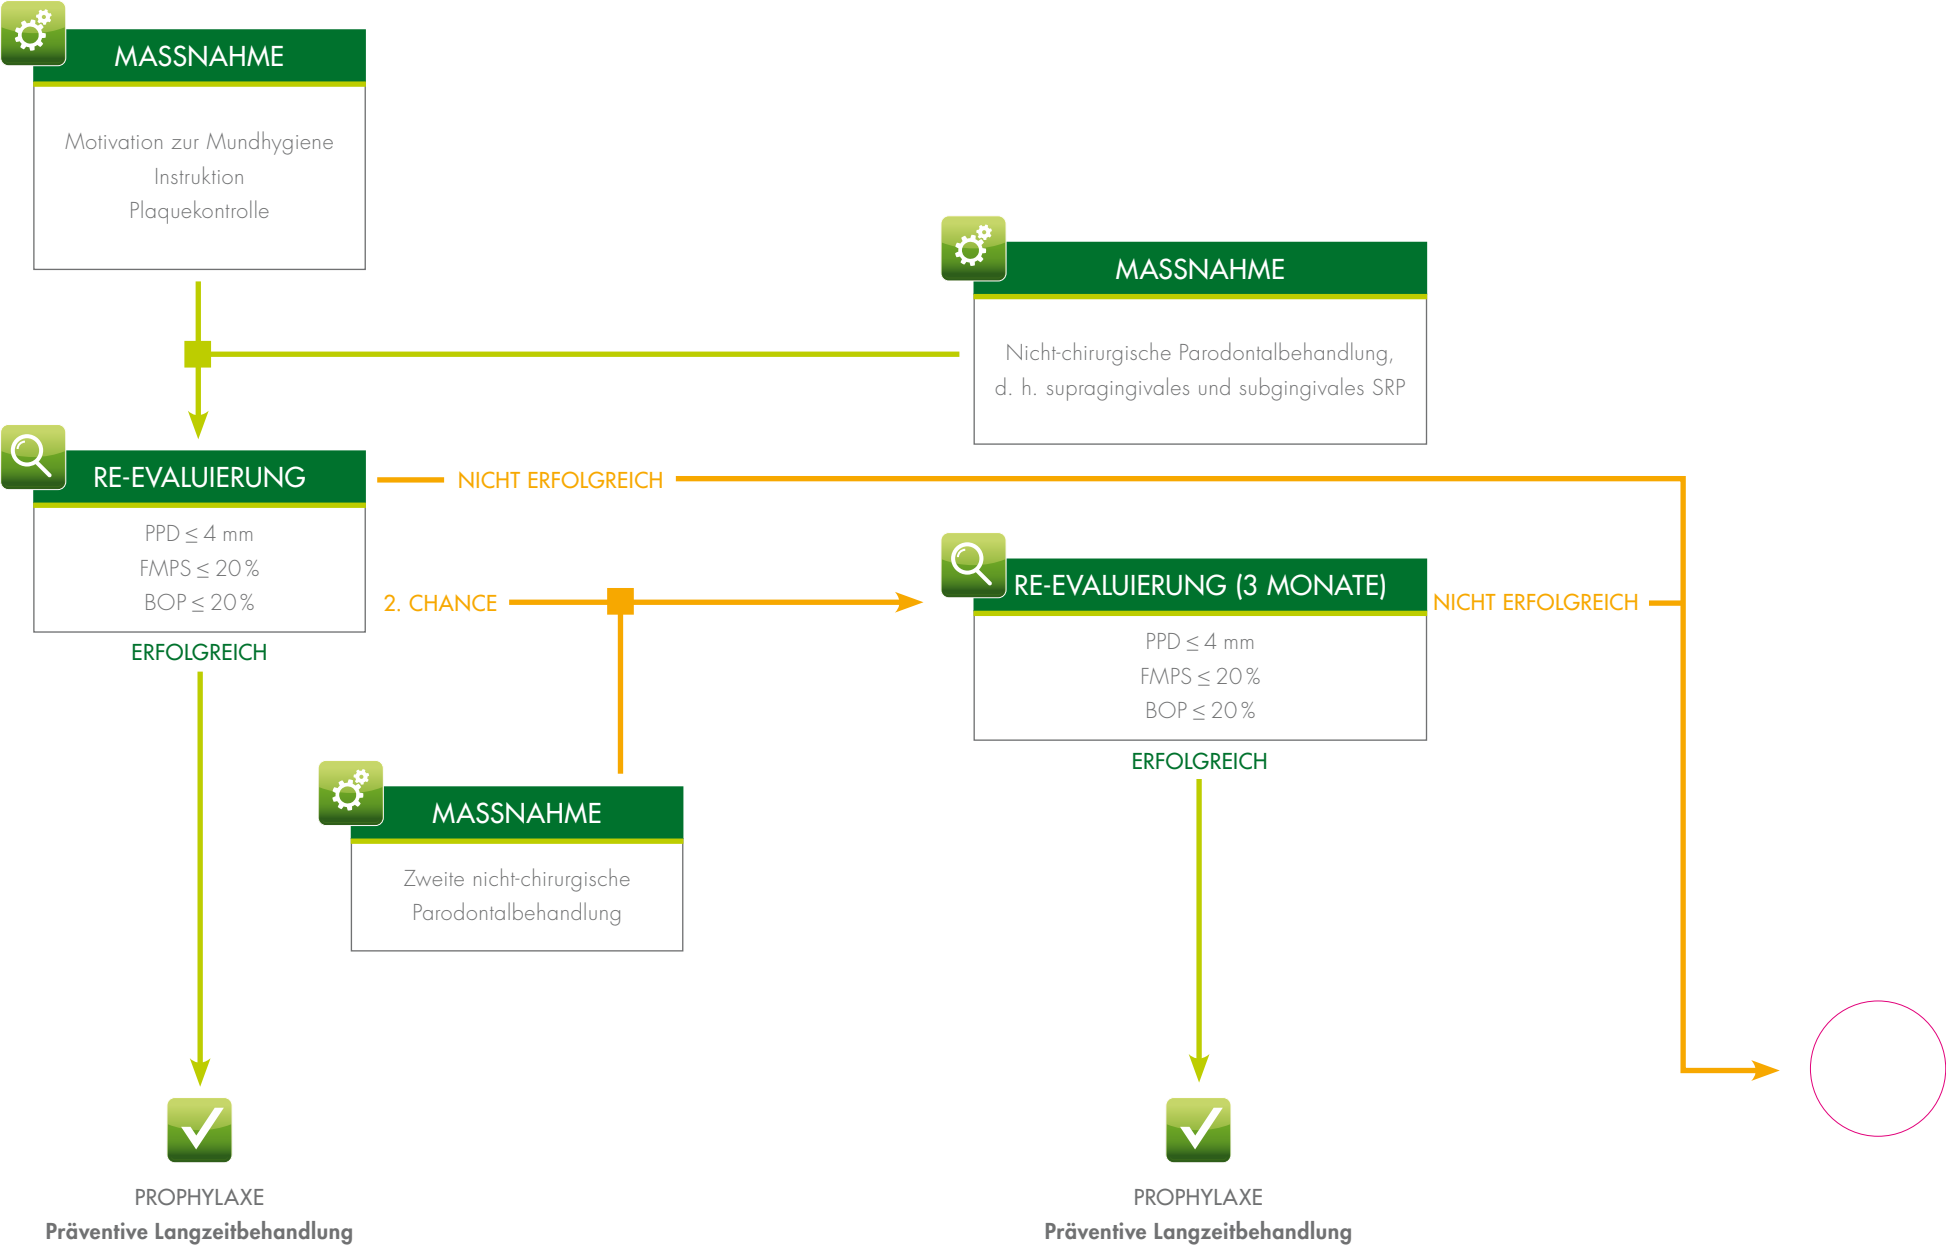 MASSNAHME
Motivation zur Mundhygiene
Instruktion
Plaquekontrolle
MASSNAHME
Nicht-chirurgische Parodontalbehandlung,
d. h. supragingivales und subgingivales SRP
RE-EVALUIERUNG
PPD ≤ 4 mm
FMPS ≤ 20 %
BOP ≤ 20 %
ERFOLGREICH
NICHT ERFOLGREICH
2. CHANCE
RE-EVALUIERUNG (3 MONATE)
PPD ≤ 4 mm
FMPS ≤ 20 %
BOP ≤ 20 %
ERFOLGREICH
NICHT ERFOLGREICH
MASSNAHME
Zweite nicht-chirurgische
Parodontalbehandlung
PROPHYLAXE
Präventive Langzeitbehandlung
PROPHYLAXE
Präventive Langzeitbehandlung